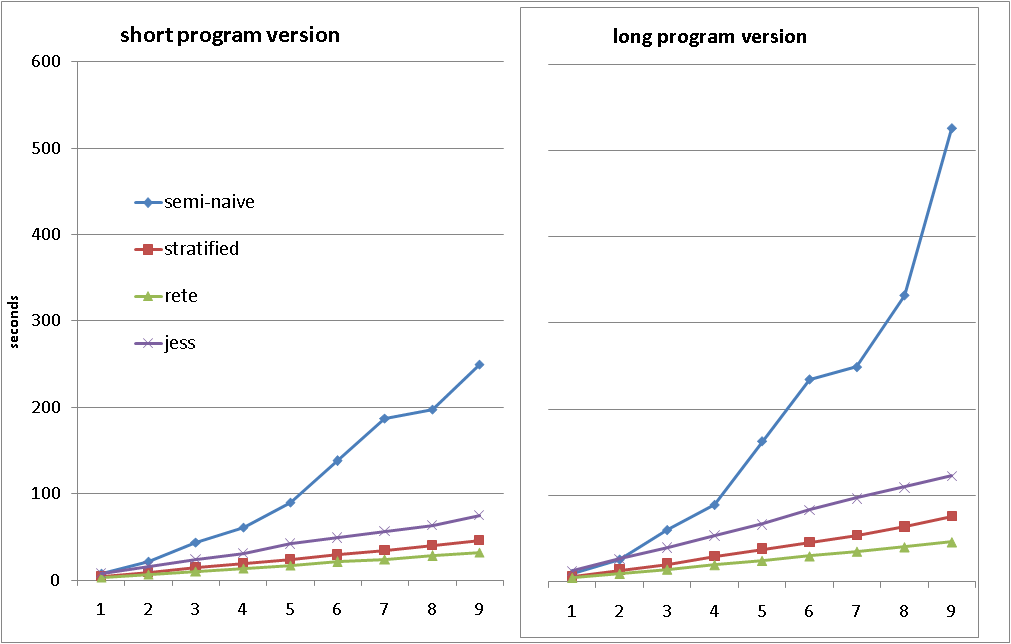 short program version
long program version
600
500
400
300
200
100
0
seconds
semi-naive
stratified
rete
jess
1 2 3 4 5 6 7 8 9
1 2 3 4 5 6 7 8 9